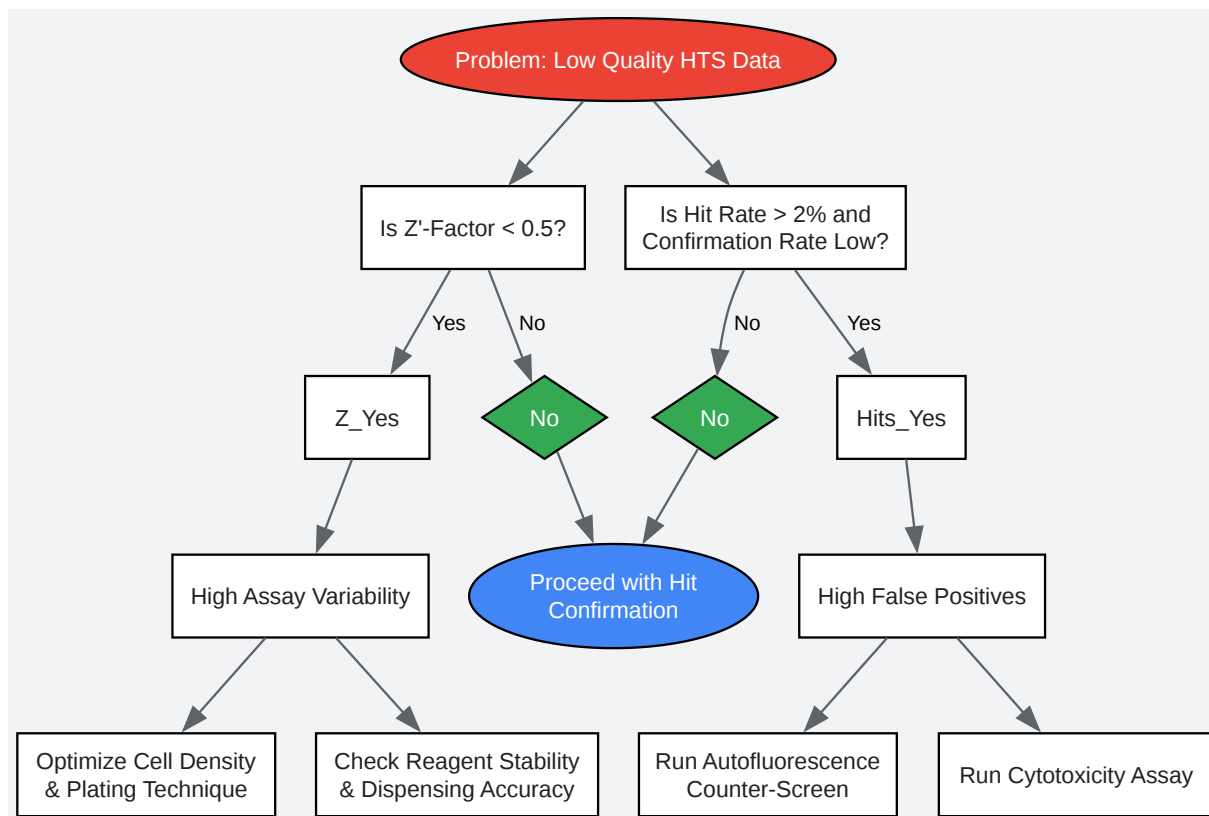 Problem: Low Quality HTS Data
Is Z'-Factor < 0.5?
Is Hit Rate > 2% and
Confirmation Rate Low?
Yes
No
No
Yes
Z_Yes
No
No
Hits_Yes
High Assay Variability
Proceed with Hit
Confirmation
High False Positives
Optimize Cell Density
& Plating Technique
Check Reagent Stability
& Dispensing Accuracy
Run Autofluorescence
Counter-Screen
Run Cytotoxicity Assay